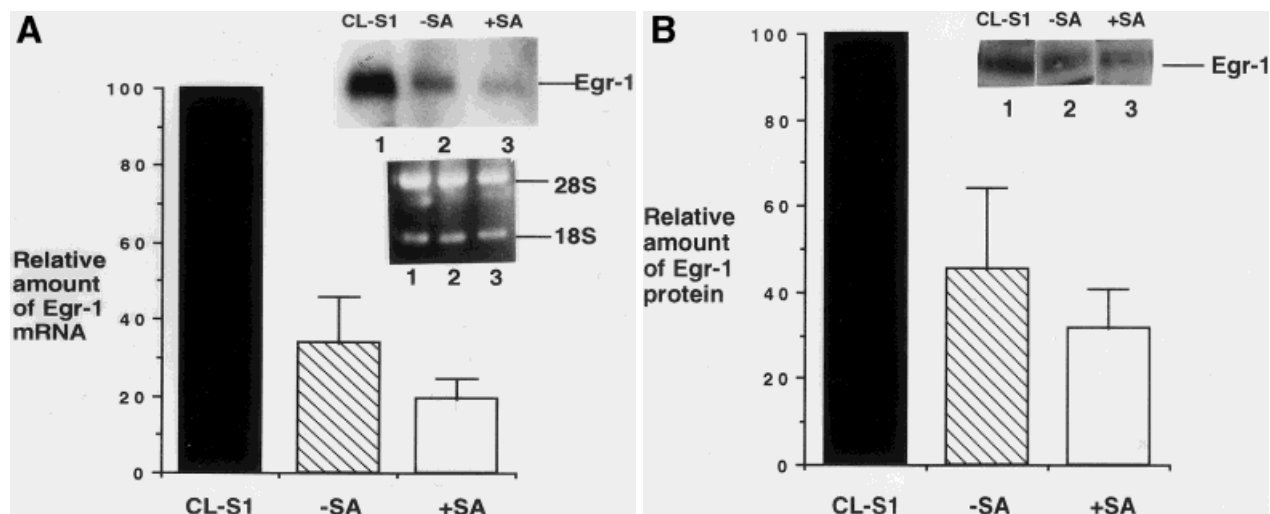 A
CL-S1 -SA +SA
Egr-1
1 2 3
28S
18S
1 2 3
100
80
60
40
20
0
Relative
amount
of Egr-1
mRNA
CL-S1 -SA +SA
B
CL-S1 -SA +SA
Egr-1
1 2 3
100
80
60
40
20
0
Relative
amount
of Egr-1
protein
CL-S1 -SA +SA